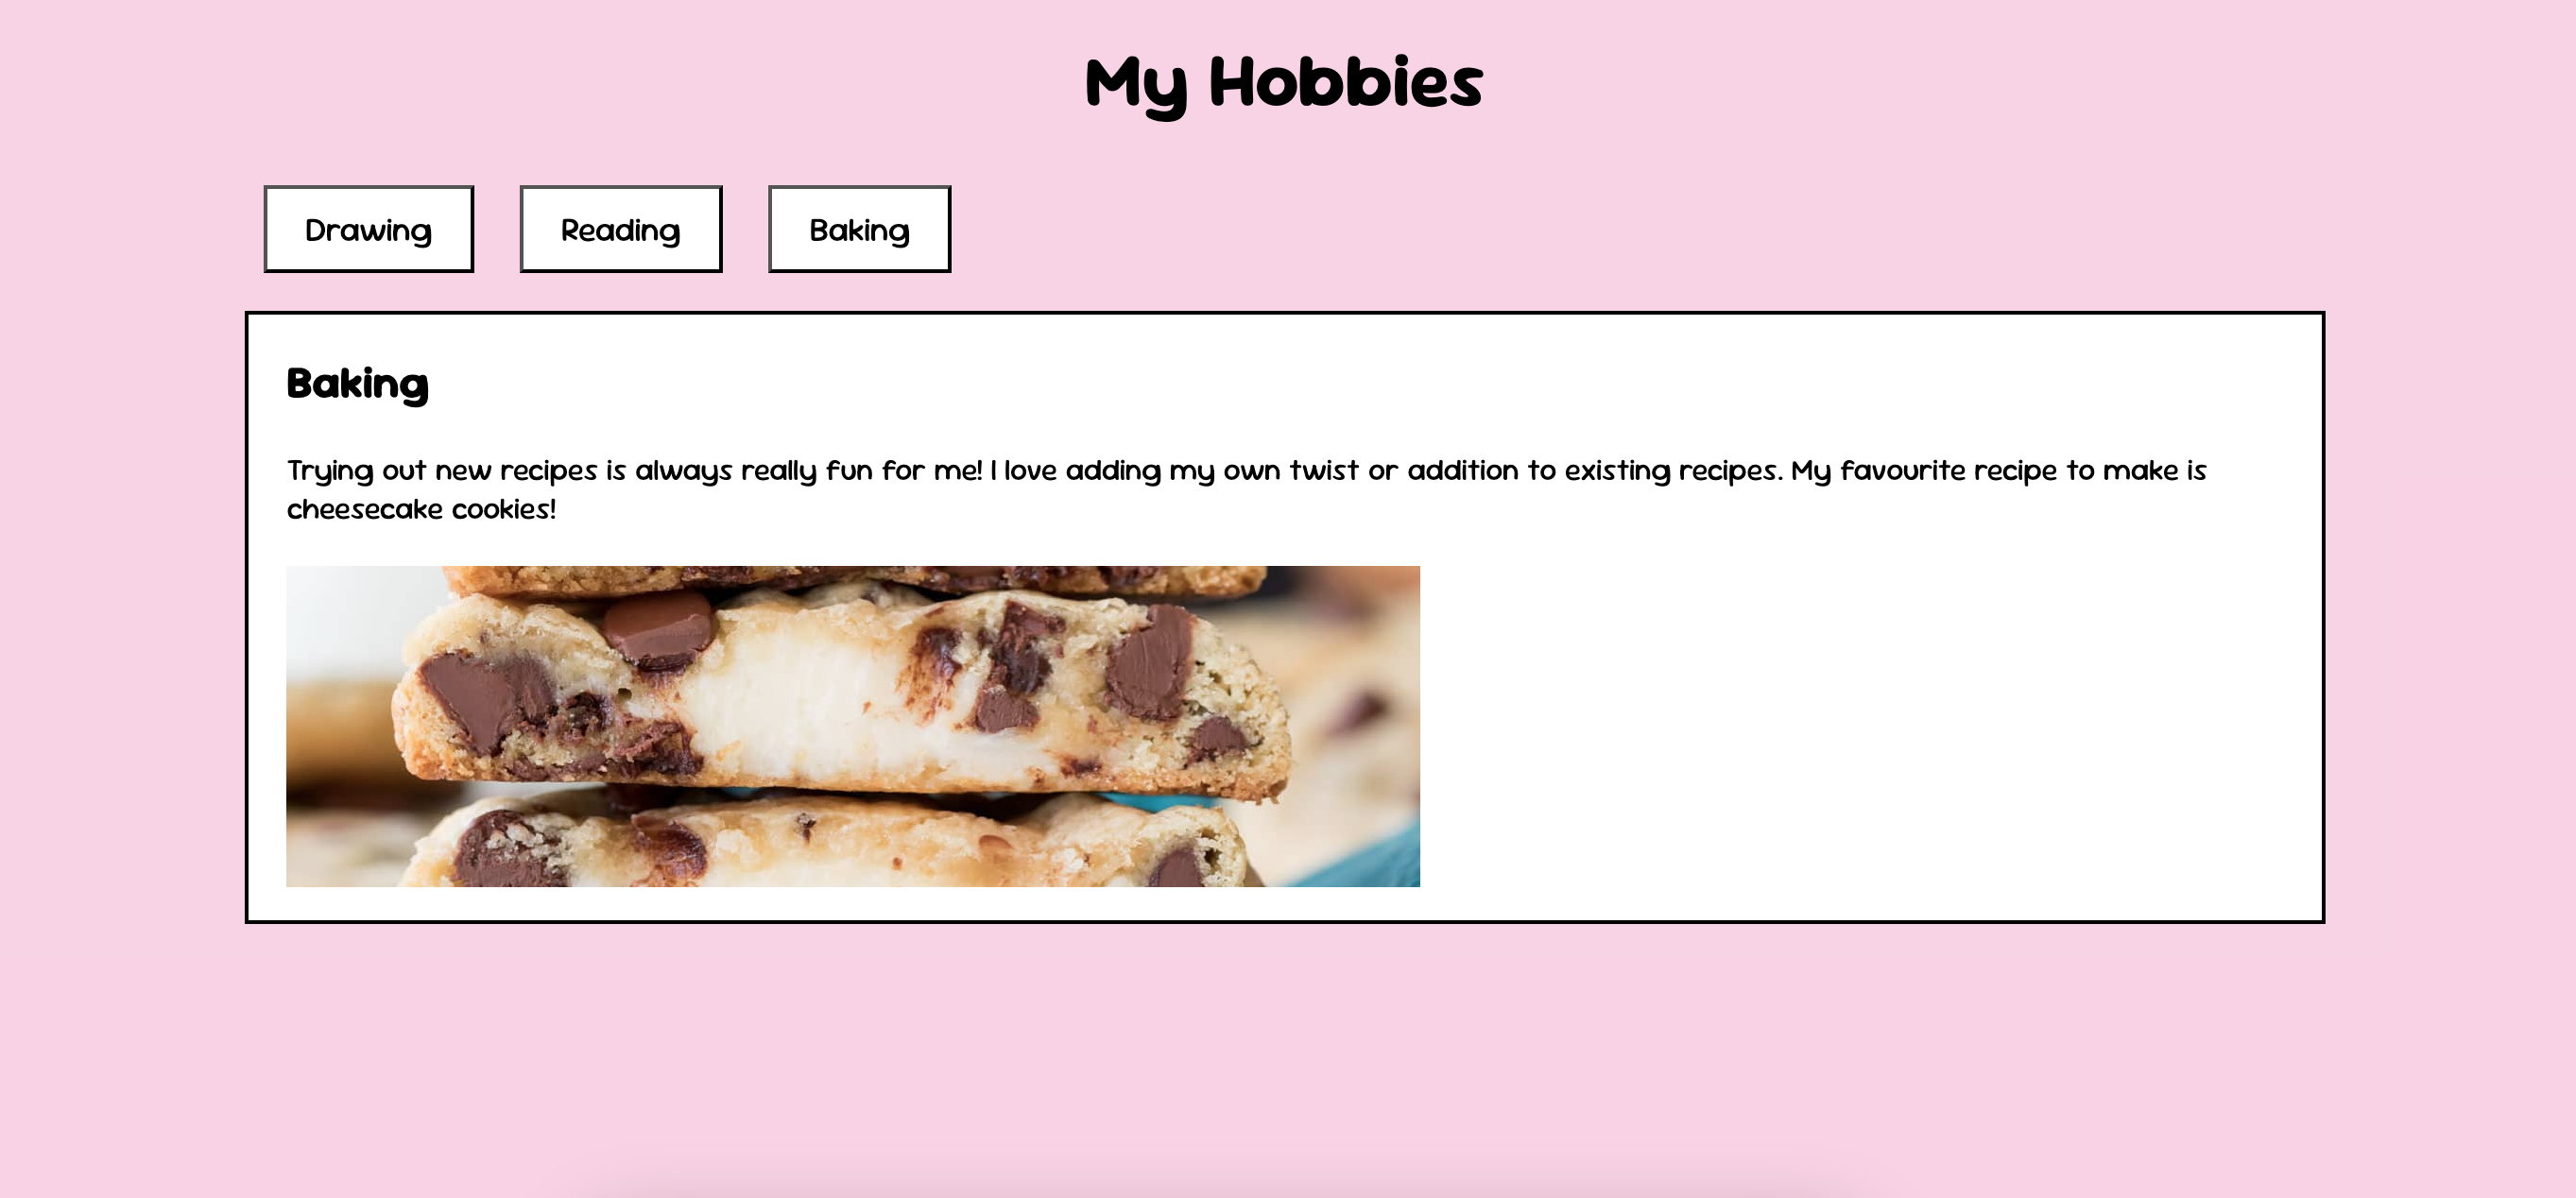 My Hobbies
Drawing Reading Baking
Baking
Trying out new recipes is always really fun for me! I love adding my own twist or addition to existing recipes. My favourite recipe to make is
cheesecake cookies!